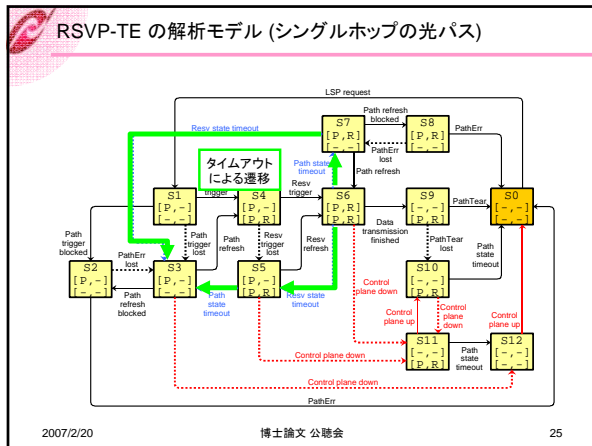 RSVP-TE の解析モデル (シングルホップの光パス)
LSP request
Resv state timeout
S7
[P,R]
[-,-]
Path refresh
blocked
S8
[P,R]
[-,-]
PathErr
PathErr
lost
タイムアウト
による遷移
Path state
timeout
Path refresh
S1
[P,-]
[-,-]
trigger
S4
[P,-]
[P,-]
Resv
trigger
S6
[P,R]
[P,R]
S9
[-,-]
[P,R]
PathTear
S0
[-,-]
[-,-]
Path
trigger
blocked
PathErr
lost
Path
trigger
lost
Path
refresh
Resv
trigger
lost
Resv
refresh
Data
transmission
finished
PathTear
lost
Path
state
timeout
S2
[P,-]
[-,-]
S3
[P,-]
[-,-]
S5
[P,-]
[P,R]
S10
[-,-]
[P,R]
Path
refresh
blocked
Path
state
timeout
Resv state
timeout
Control plane down
Control
plane up
Control
plane
down
Control
plane up
Control plane down
S11
[-,-]
[P,R]
Path
state
timeout
S12
[-,-]
[-,-]
Control plane down
PathErr
2007/2/20
博士論文 公聴会
25